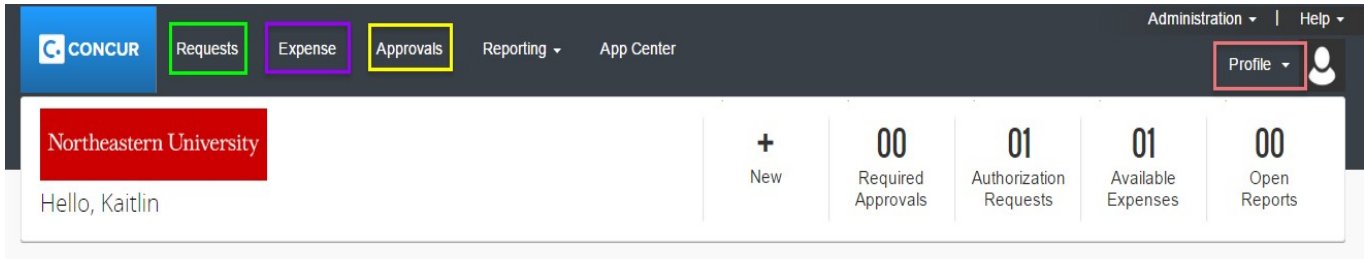 Administration | Help
C. CONCUR Requests Expense Approvals Reporting App Center
Profile
Northeastern University
Hello, Kaitlin
+ New
00 Required Approvals
01 Authorization Requests
01 Available Expenses
00 Open Reports